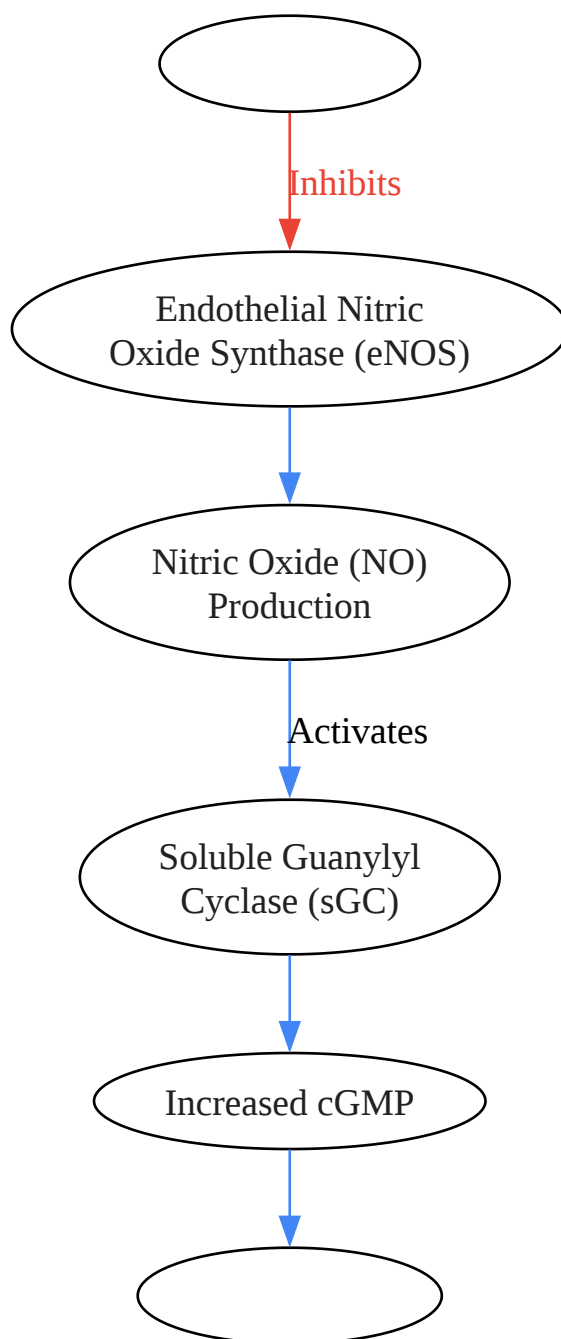 Inhibits
Endothelial Nitric
Oxide Synthase (eNOS)
Nitric Oxide (NO)
Production
Activates
Soluble Guanylyl
Cyclase (sGC)
Increased cGMP